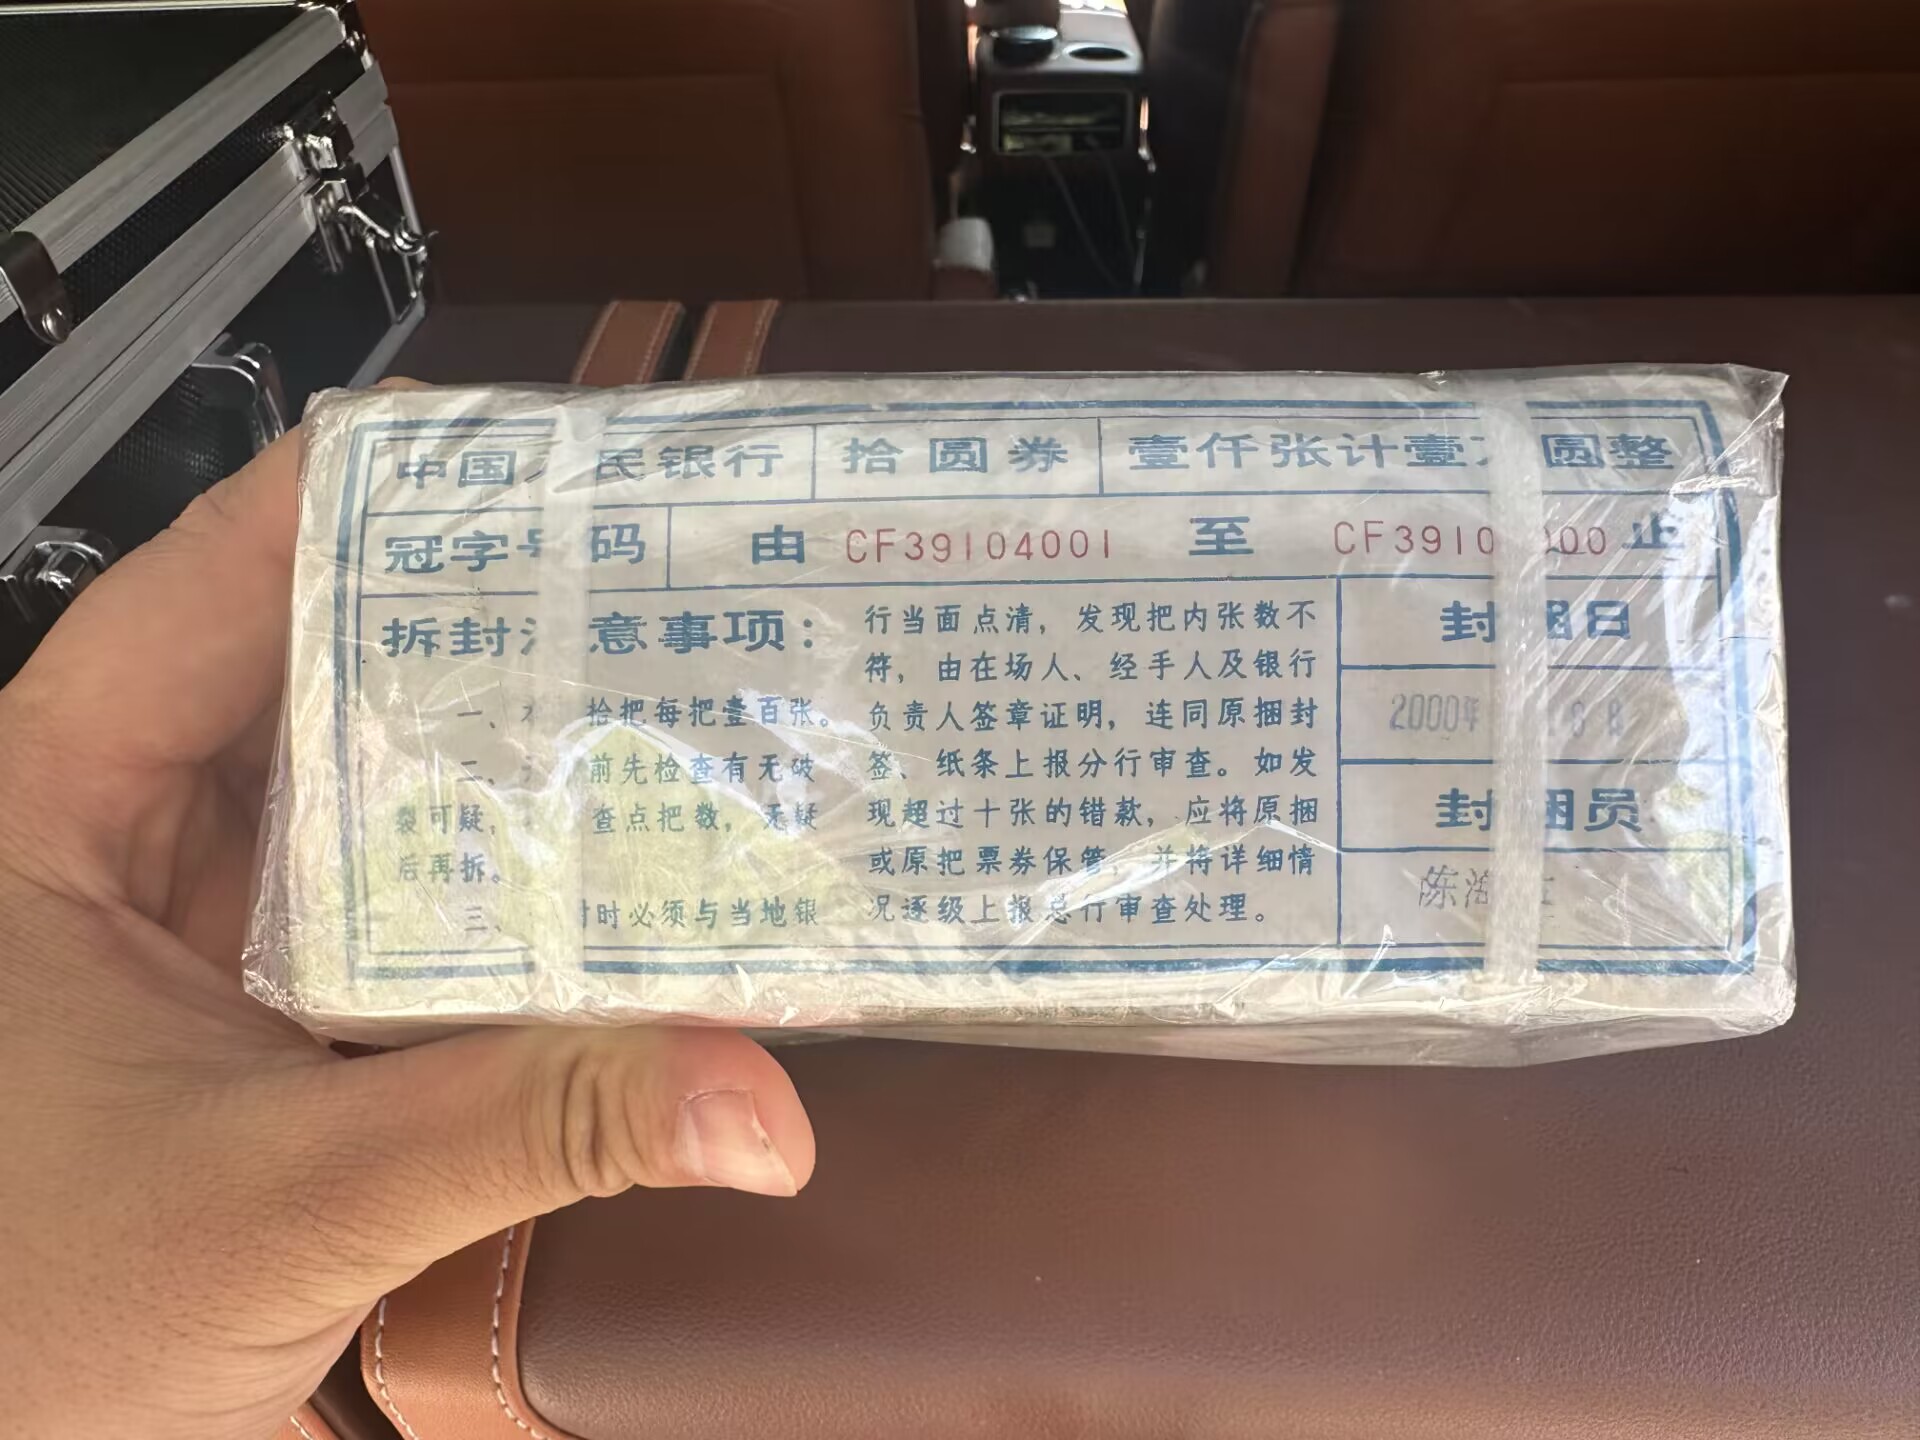 中国 民银行 拾圆券 壹仟张计壹 圆整
冠字 码 由 CF39104001 至 CF3910 000 止
拆封 意事项：
一、 拾把每把壹百张。
二、 前先检查有无破
裂可疑， 查点把数，无疑
后再拆。
三、 时必须与当地银
行当面点清，发现把内张数不
符，由在场人、经手人及银行
负责人签章证明，连同原捆封
签、纸条上报分行审查。如发
现超过十张的错款，应将原捆
或原把票券保管，并将详细情
况逐级上报总行审查处理。
封 日
2000年
封 员
陈